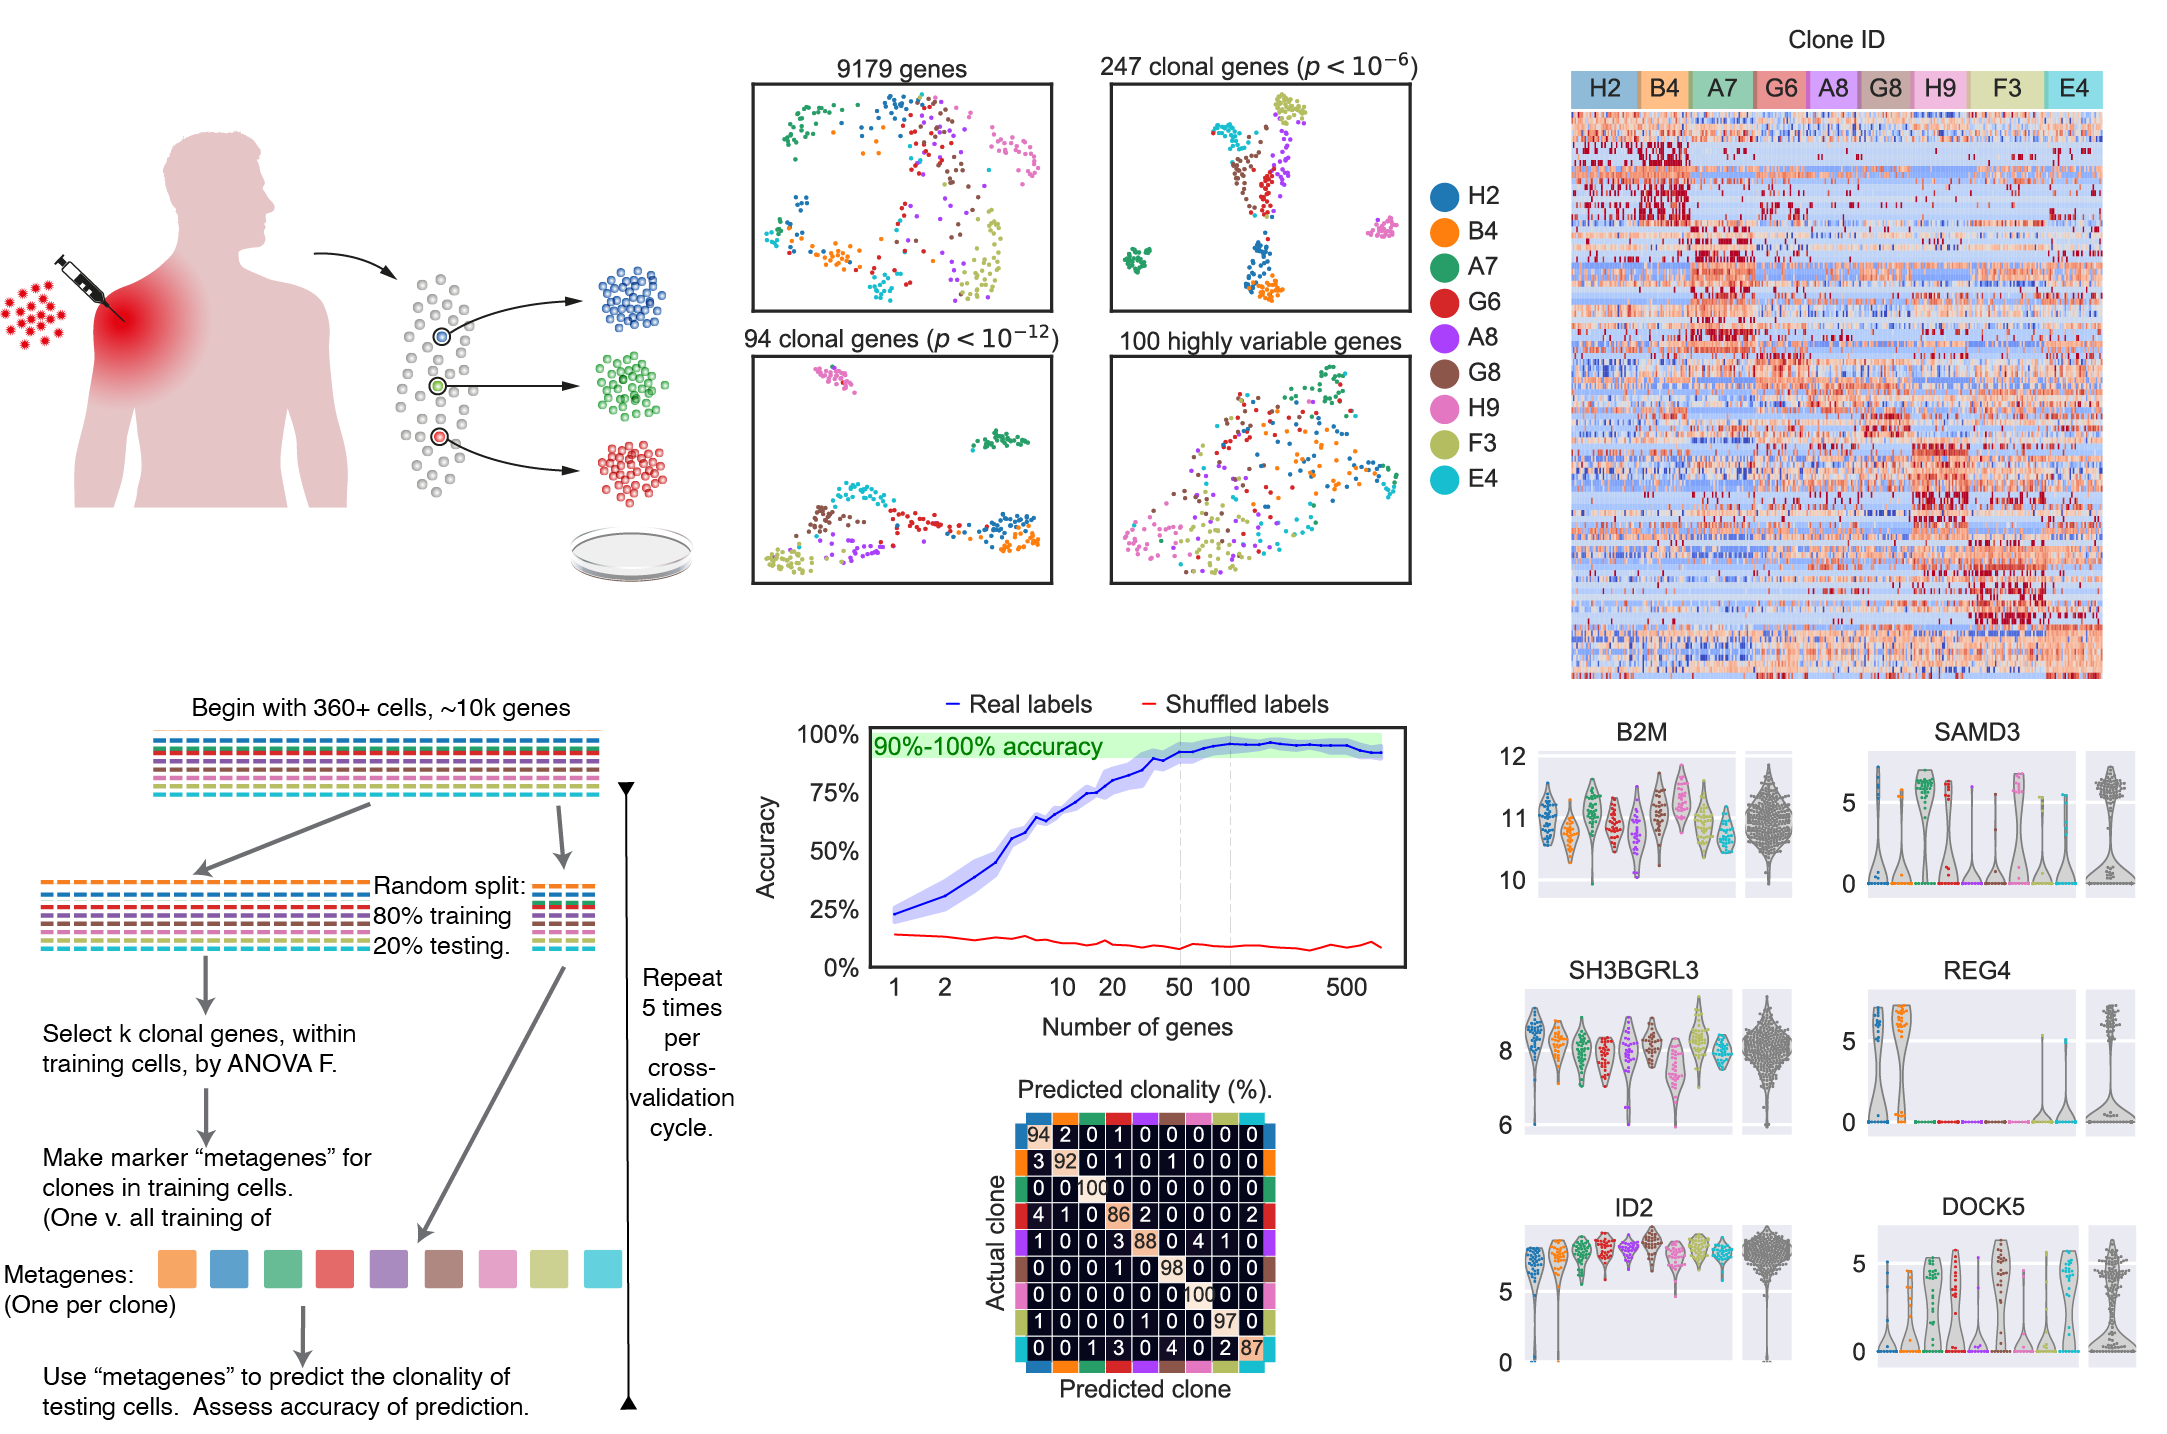 9179 genes
247 clonal genes (p < 10⁻⁶)
94 clonal genes (p < 10⁻¹²)
100 highly variable genes
H2
B4
A7
G6
A8
G8
H9
F3
E4
Clone ID
H2 B4 A7 G6 A8 G8 H9 F3 E4
Begin with 360+ cells, ~10k genes
Random split:
80% training
20% testing.
Select k clonal genes, within
training cells, by ANOVA F.
Make marker “metagenes” for
clones in training cells.
(One v. all training of
Metagenes:
(One per clone)
Use “metagenes” to predict the clonality of
testing cells. Assess accuracy of prediction.
Repeat
5 times
per
cross-
validation
cycle.
Real labels Shuffled labels
90%-100% accuracy
100%
75%
50%
25%
0%
Accuracy
1 2 10 20 50 100 500
Number of genes
Predicted clonality (%).
94 2 0 1 0 0 0 0 0
3 92 0 1 0 1 0 0 0
0 0 100 0 0 0 0 0 0
4 1 0 86 2 0 0 0 2
1 0 0 3 88 0 4 1 0
0 0 0 1 0 98 0 0 0
0 0 0 0 0 0 100 0 0
1 0 0 0 1 0 0 97 0
0 0 1 3 0 4 0 2 87
Actual clone
Predicted clone
B2M
12
11
10
SAMD3
5
0
SH3BGRL3
8
6
REG4
5
0
ID2
5
0
DOCK5
5
0